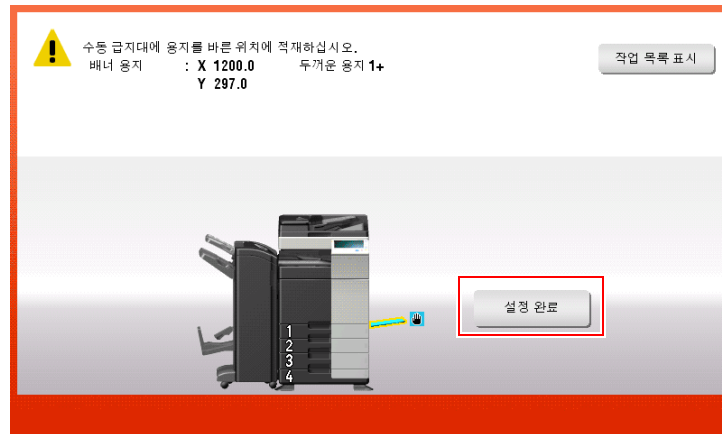 수동 급지대에 용지를 바른 위치에 적재하십시오.
배너 용지 : X 1200.0 두꺼운 용지 1+
Y 297.0
작업 목록 표시
설정 완료
1
2
3
4